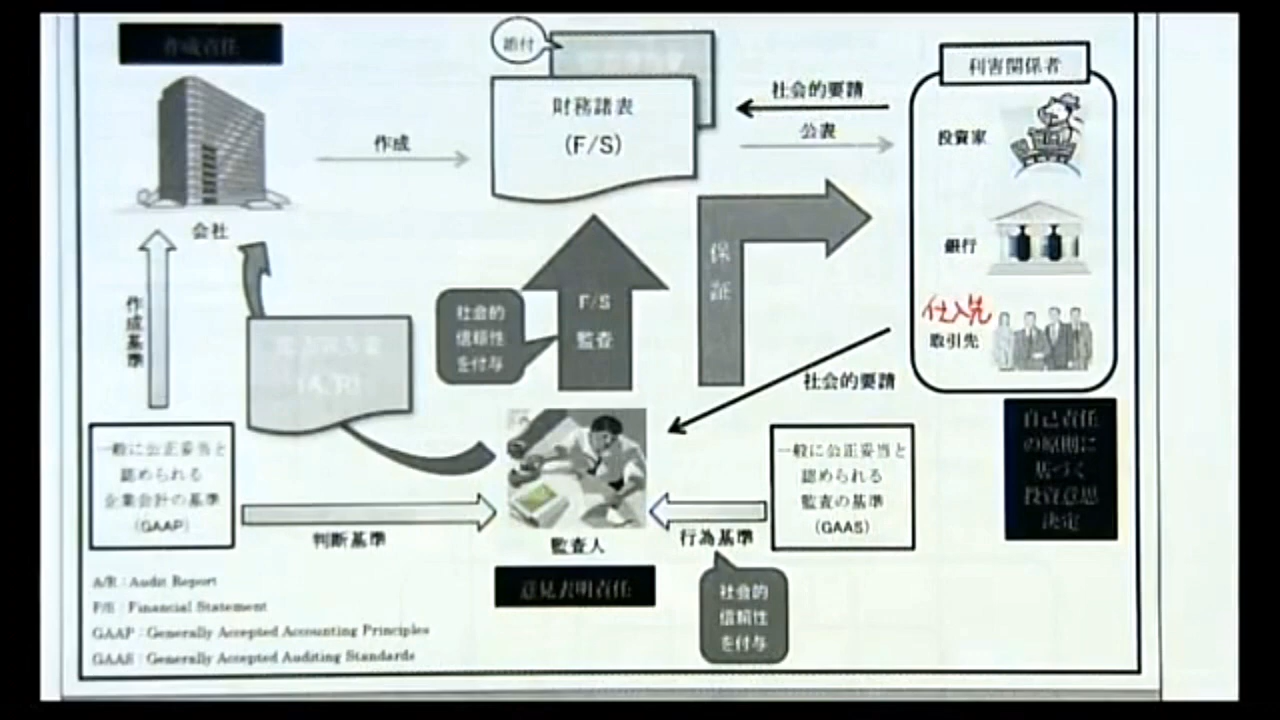 作成責任
添付
財務諸表
(F/S)
社会的要請
公表
利害関係者
投資家
銀行
仕入先
取引先
作成
会社
作成基準
(A/R)
社会的
信頼性
を付与
F/S
監査
保証
社会的要請
自己責任
の原則に
基づく
投資意思
決定
一般に公正妥当と
認められる
企業会計の基準
(GAAP)
判断基準
監査人
意見表明責任
行為基準
一般に公正妥当と
認められる
監査の基準
(GAAS)
社会的
信頼性
を付与
A/R：Audit Report
F/S：Financial Statement
GAAP：Generally Accepted Accounting Principles
GAAS：Generally Accepted Auditing Standards